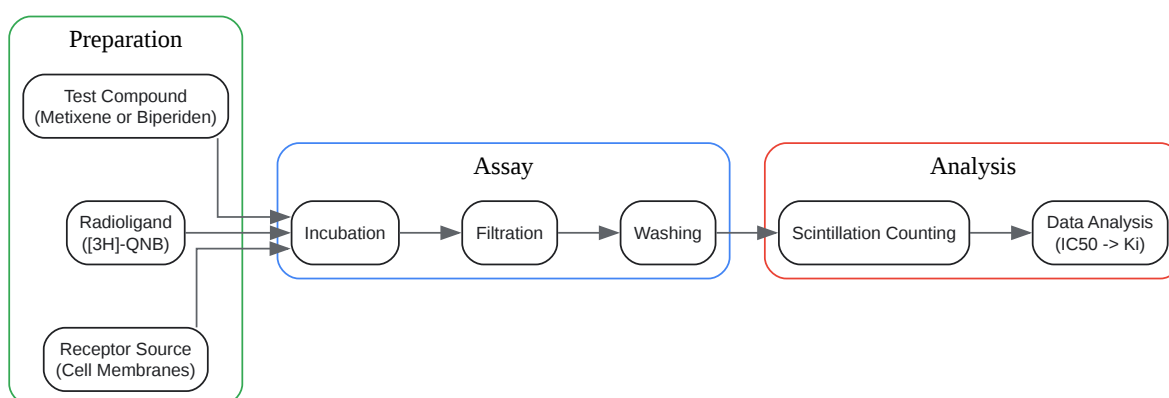 Preparation
Test Compound
(Metixene or Biperiden)
Radioligand
([3H]-QNB)
Receptor Source
(Cell Membranes)
Assay
Incubation
Filtration
Washing
Analysis
Scintillation Counting
Data Analysis
(IC50 -> Ki)